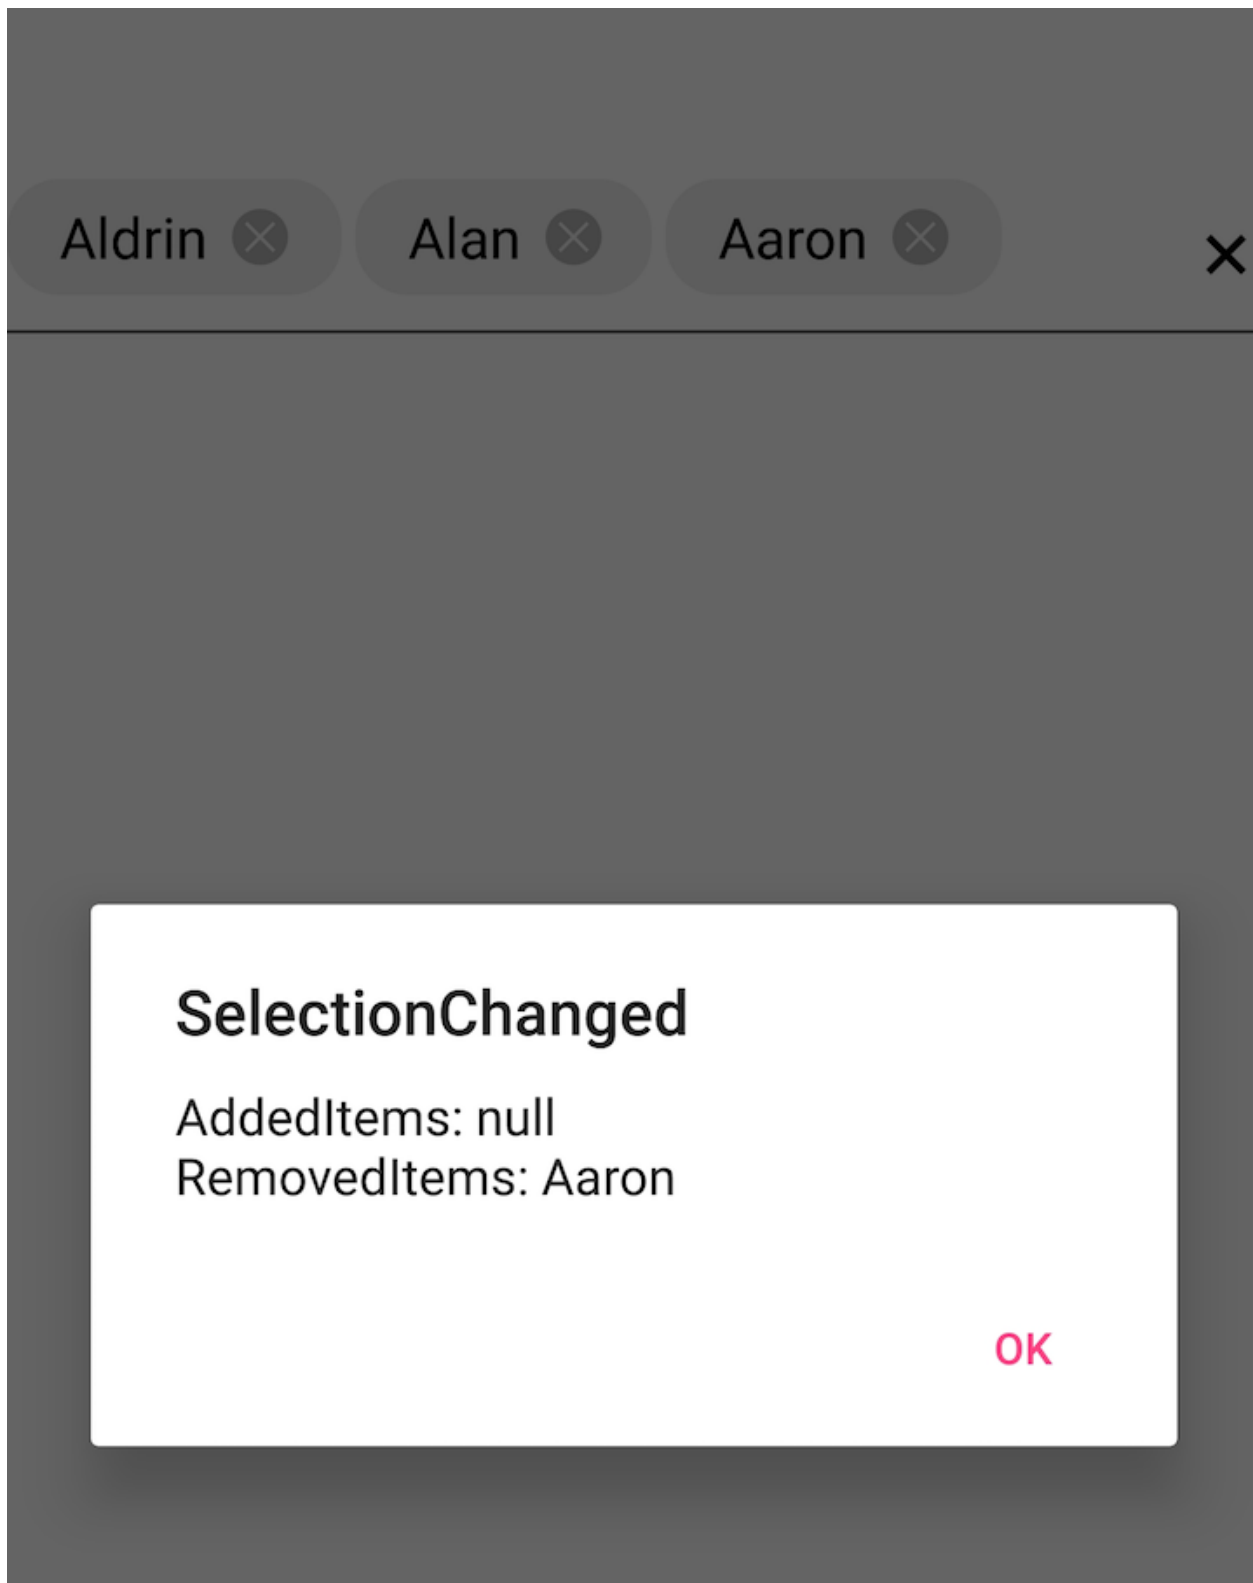 Aldrin Alan Aaron
SelectionChanged
AddedItems: null
RemovedItems: Aaron
OK